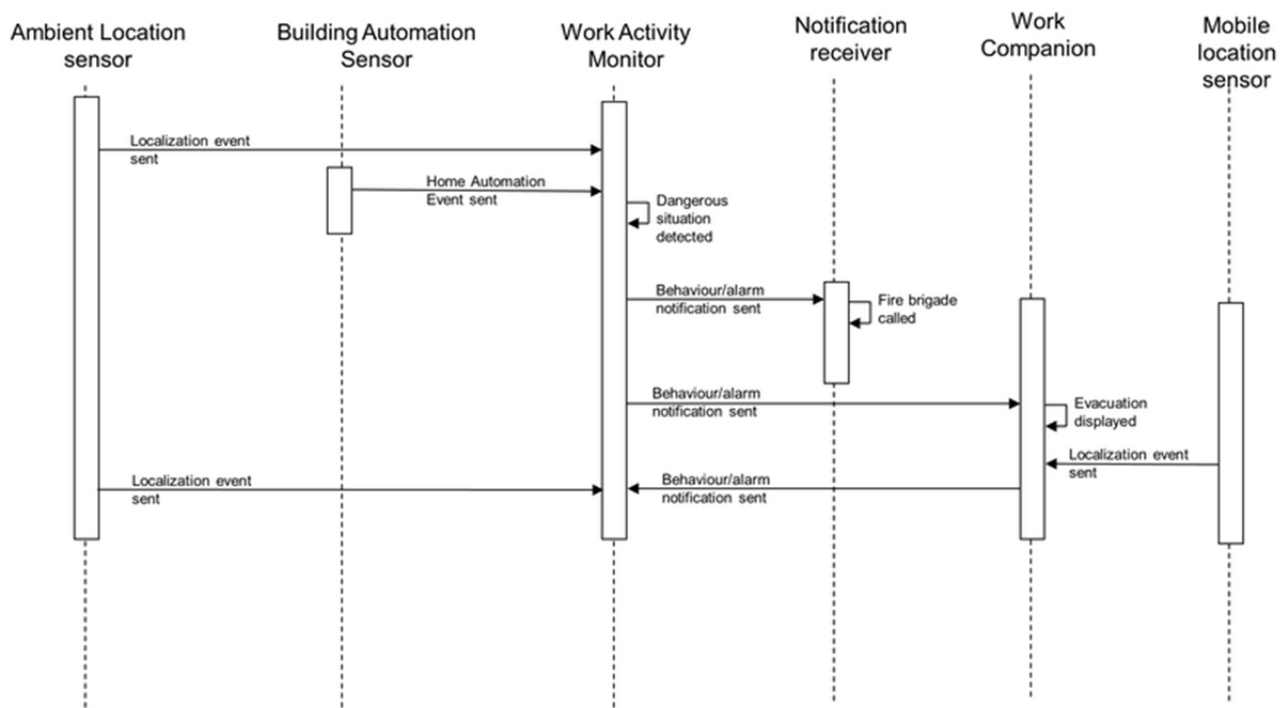 Ambient Location
sensor
Building Automation
Sensor
Work Activity
Monitor
Notification
receiver
Work
Companion
Mobile
location
sensor
Localization event
sent
Home Automation
Event sent
Dangerous
situation
detected
Behaviour/alarm
notification sent
Fire brigade
called
Behaviour/alarm
notification sent
Evacuation
displayed
Localization event
sent
Localization event
sent
Behaviour/alarm
notification sent